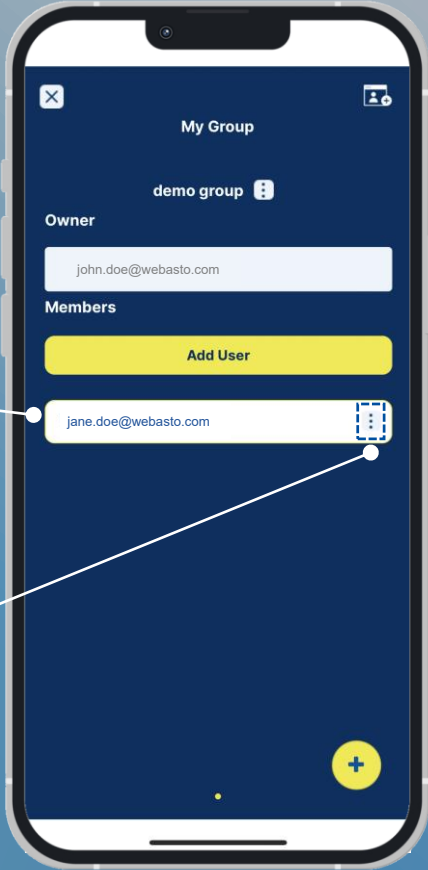 My Group
demo group
Owner
john.doe@webasto.com
Members
Add User
jane.doe@webasto.com